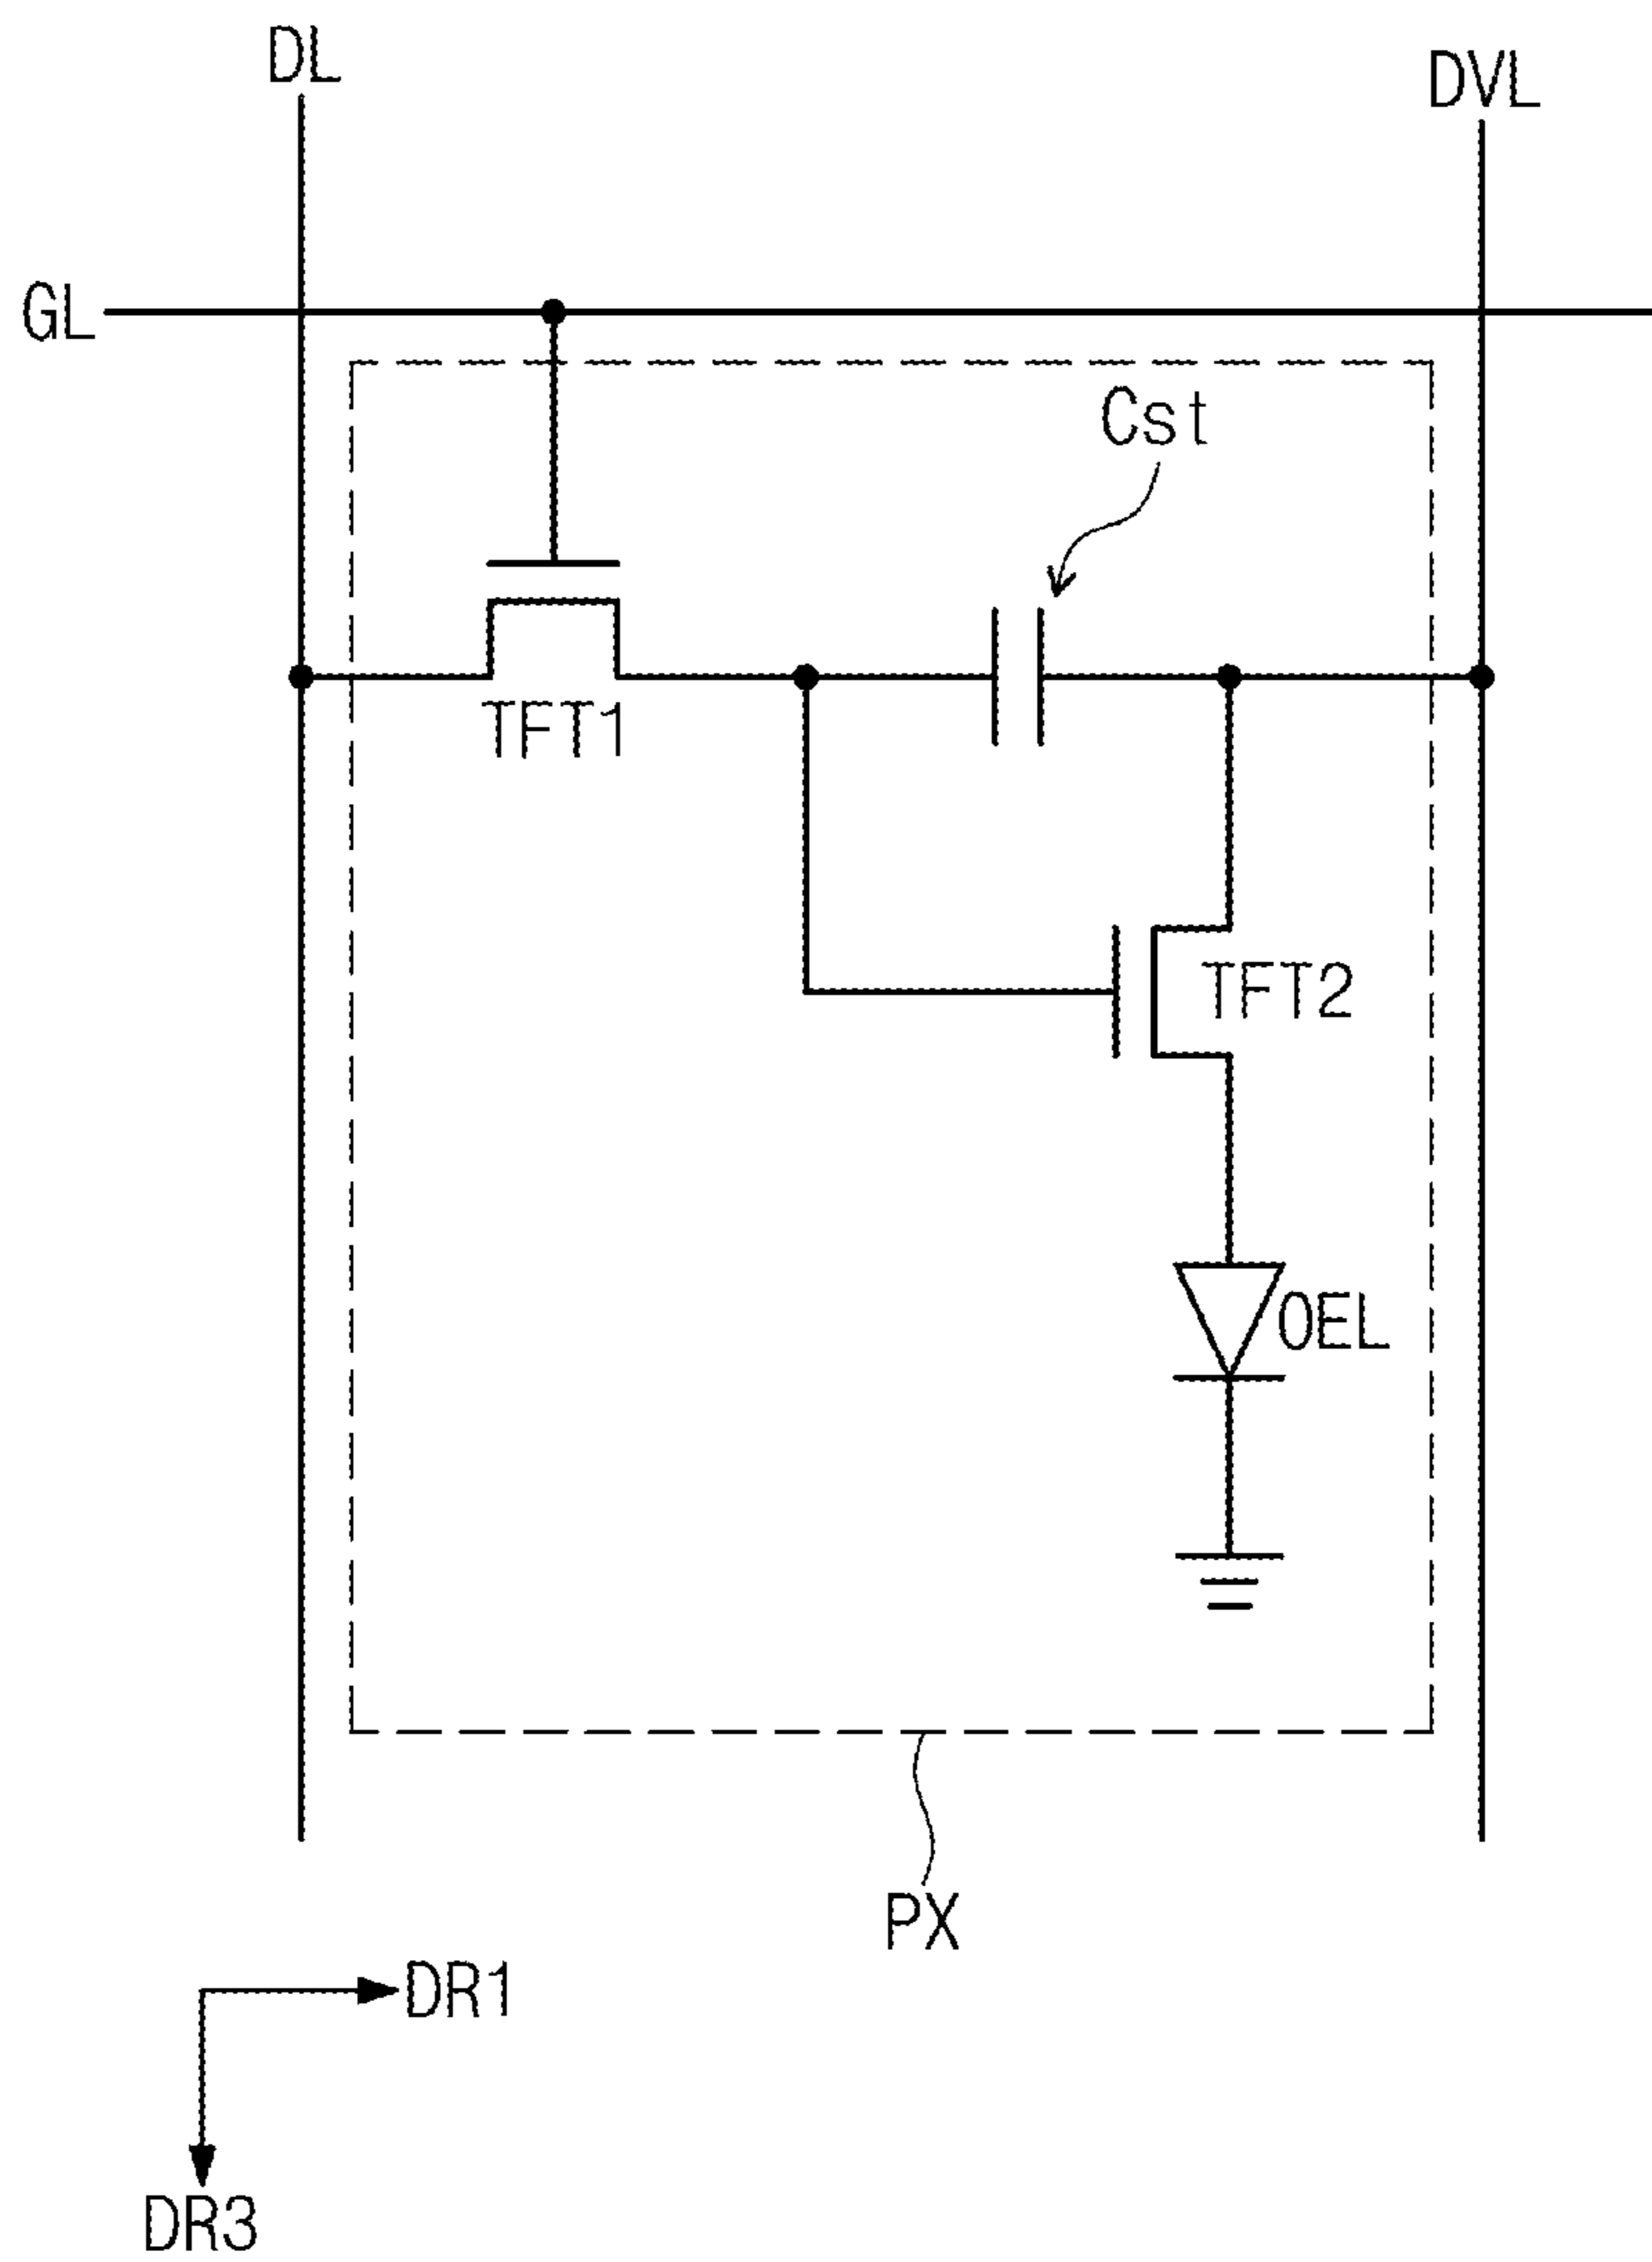 DL
DVL
GL
Cst
TFT1
TFT2
OEL
PX
DR1
DR3